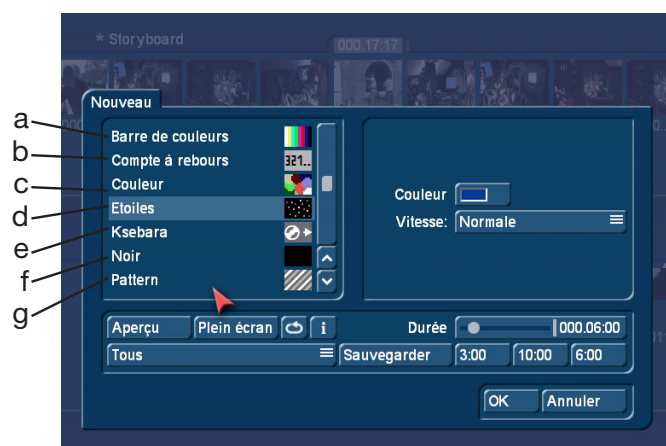 * Storyboard
000.17:17
Nouveau
a Barre de couleurs
b Compte à rebours 321..
c Couleur
d Etoiles
e Ksebara
f Noir
g Pattern
Couleur
Vitesse: Normale
Aperçu Plein écran i Durée 000.06:00
Tous Sauvegarder 3:00 10:00 6:00
OK Annuler